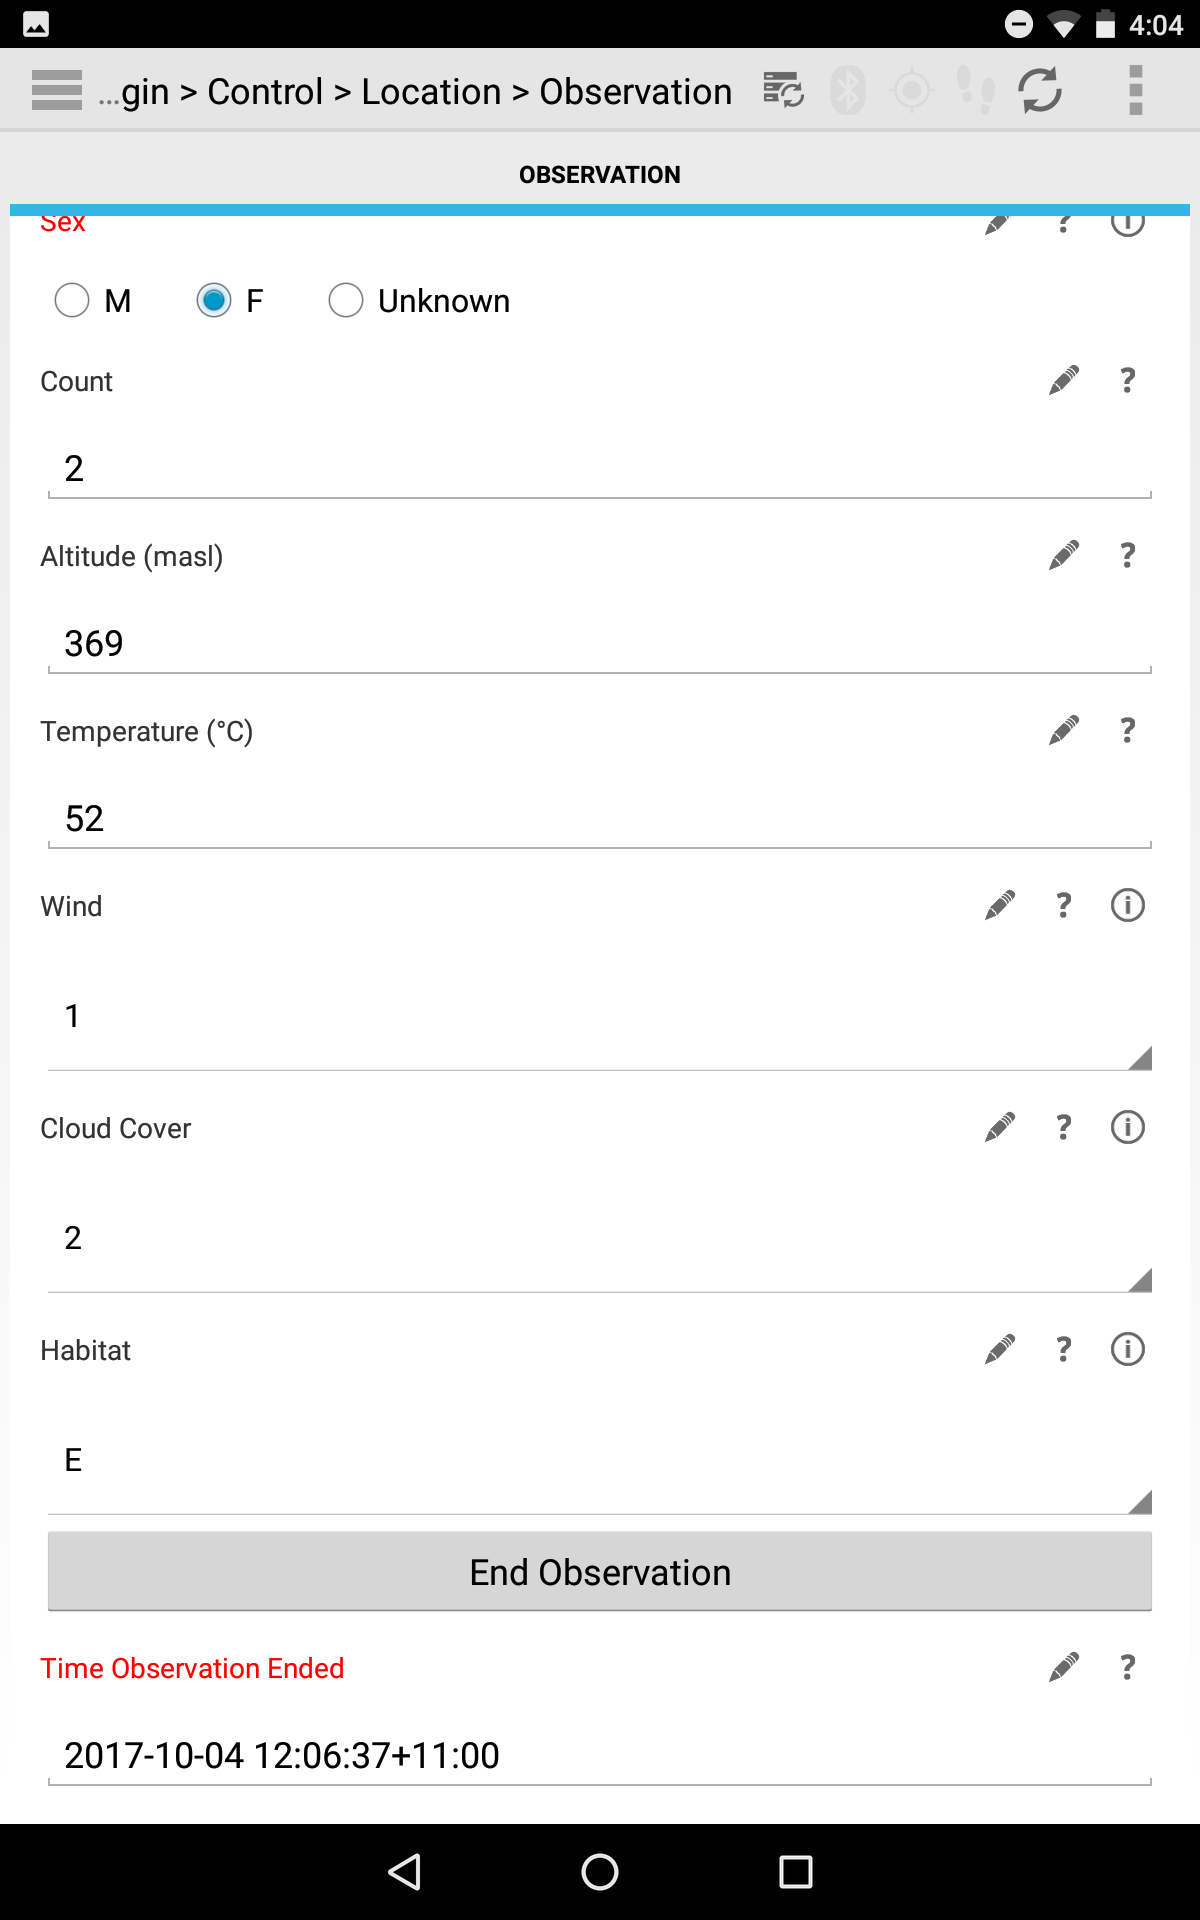 4:04
...gin > Control > Location > Observation
OBSERVATION
Sex
M F Unknown
Count ?
2
Altitude (masl) ?
369
Temperature (°C) ?
52
Wind ? i
1
Cloud Cover ? i
2
Habitat ? i
E
End Observation
Time Observation Ended ?
2017-10-04 12:06:37+11:00